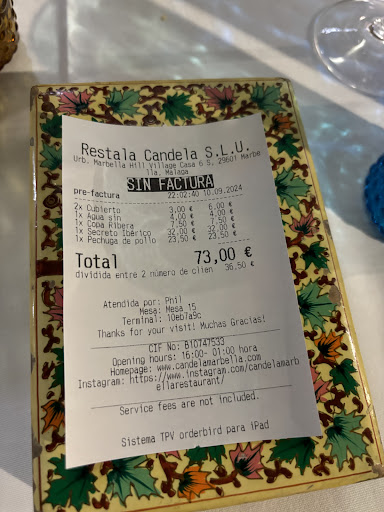 Restala Candela S.L.U.
Urb. Marbella Hill Village Casa 6 S, 29601 Marbe
lla, Málaga
SIN FACTURA
pre-factura 22:02:40 10.09.2024
2x Cubierto 3,00 € 6,00 €
1x Agua sin 4,00 € 4,00 €
1x Copa Ribera 7,50 € 7,50 €
1x Secreto Ibérico 32,00 € 32,00 €
1x Pechuga de pollo 23,50 € 23,50 €
Total 73,00 €
dividida entre 2 número de clien 36,50 €
Atendida por: Phil
Mesa: Mesa 15
Terminal: 10eb7a9c
Thanks for your visit! Muchas Gracias!
CIF No: B10747533
Opening hours: 16:00- 01:00 hora
Homepage: www.candelamarbella.com
Instagram: https://www.instagram.com/candelamarb
ellarestaurant/
Service fees are not included.
Sistema TPV orderbird para iPad